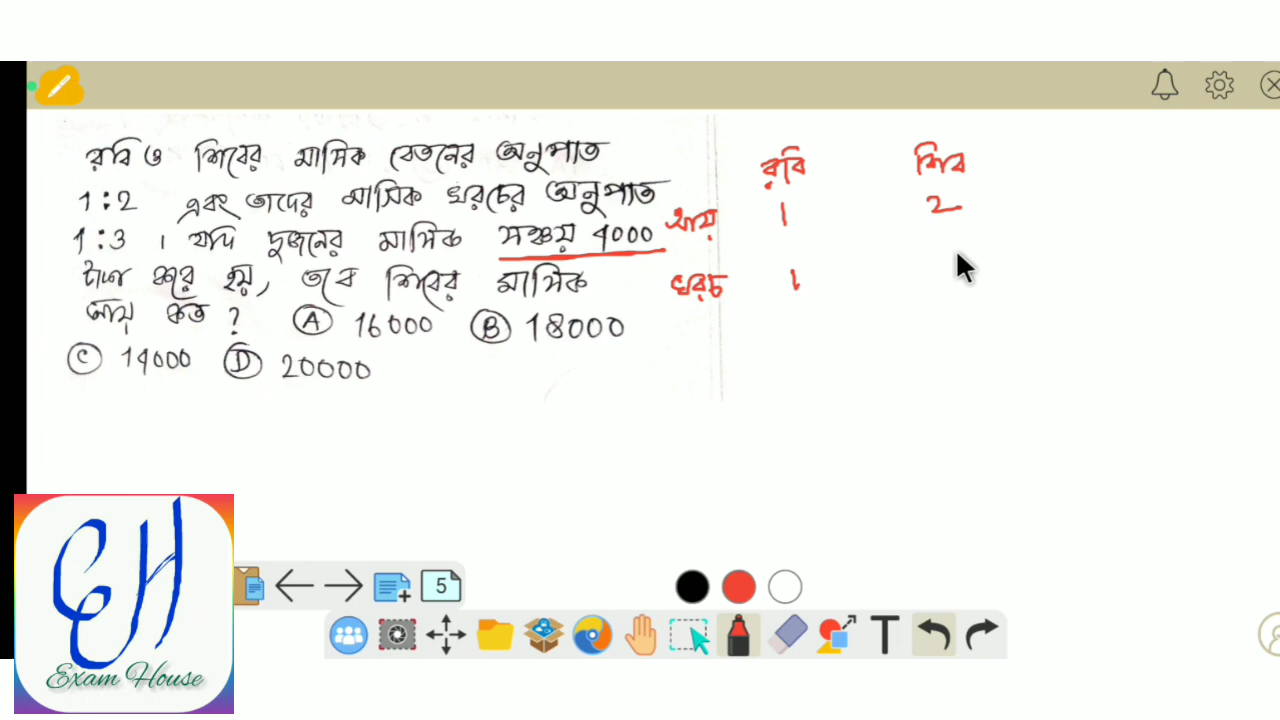 রবি ও শিবের মাসিক বেতনের অনুপাত
1:2 এবং তাদের মাসিক খরচের অনুপাত
1:3 । যদি দুজনের মাসিক সঞ্চয় 4000
টাকা করে হয়, তবে শিবের মাসিক
আয় কত ? (A) 16000 (B) 18000
(C) 14000 (D) 20000
রবি শিব
আয় 1 2
খরচ 1
5
T
EH
Exam House